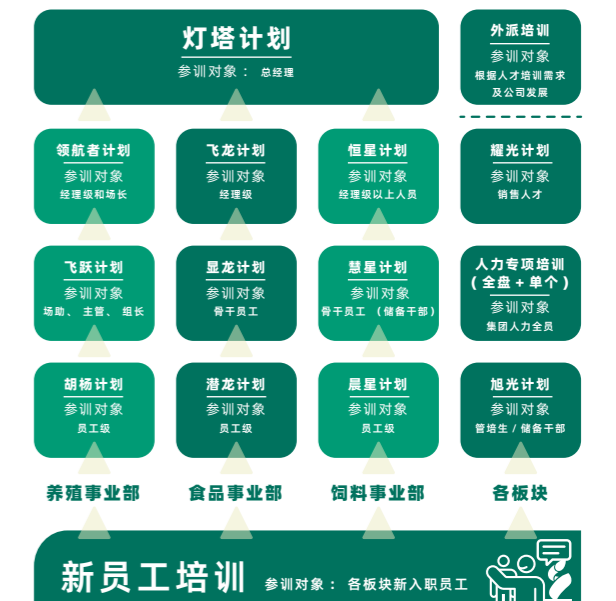 灯塔计划
参训对象： 总经理
外派培训
参训对象
根据人才培训需求
及公司发展
领航者计划
参训对象
经理级和场长
飞龙计划
参训对象
经理级
恒星计划
参训对象
经理级以上人员
耀光计划
参训对象
销售人才
飞跃计划
参训对象
场助、 主管、 组长
显龙计划
参训对象
骨干员工
慧星计划
参训对象
骨干员工 （储备干部）
人力专项培训
(全盘+单个)
参训对象
集团人力全员
胡杨计划
参训对象
员工级
潜龙计划
参训对象
员工级
晨星计划
参训对象
员工级
旭光计划
参训对象
管培生 / 储备干部
养殖事业部
食品事业部
饲料事业部
各板块
新员工培训 参训对象： 各板块新入职员工